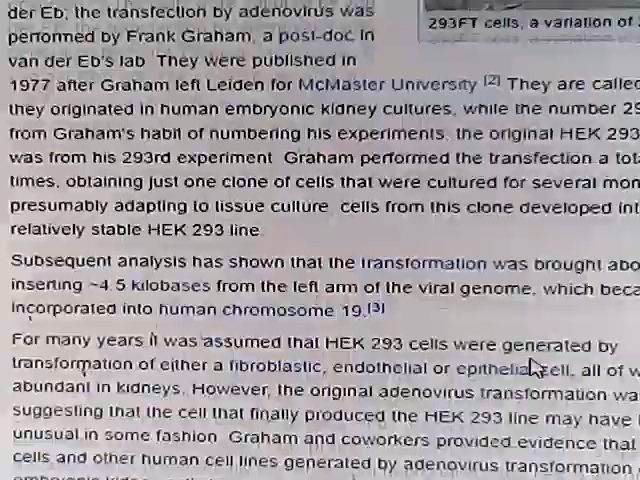 der Eb; the transfection by adenovirus was
performed by Frank Graham, a post-doc in
van der Eb's lab. They were published in
293FT cells, a variation of
1977 after Graham left Leiden for McMaster University.[2] They are called
they originated in human embryonic kidney cultures, while the number 29
from Graham's habit of numbering his experiments; the original HEK 293
was from his 293rd experiment. Graham performed the transfection a tot
times, obtaining just one clone of cells that were cultured for several mon
presumably adapting to tissue culture, cells from this clone developed int
relatively stable HEK 293 line.
Subsequent analysis has shown that the transformation was brought abo
inserting ~4.5 kilobases from the left arm of the viral genome, which beca
incorporated into human chromosome 19.[3]
For many years it was assumed that HEK 293 cells were generated by
transformation of either a fibroblastic, endothelial or epithelial cell, all of w
abundant in kidneys. However, the original adenovirus transformation wa
suggesting that the cell that finally produced the HEK 293 line may have
unusual in some fashion. Graham and coworkers provided evidence that
cells and other human cell lines generated by adenovirus transformation